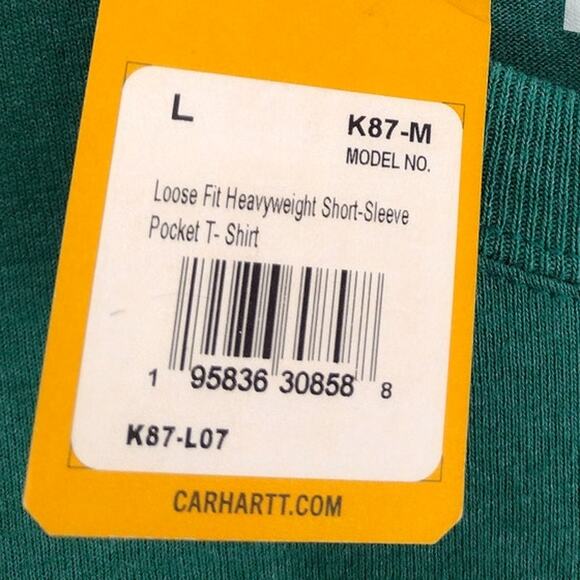 L
K87-M
MODEL NO.
Loose Fit Heavyweight Short-Sleeve
Pocket T- Shirt
1 95836 30858 8
K87-L07
CARHARTT.COM